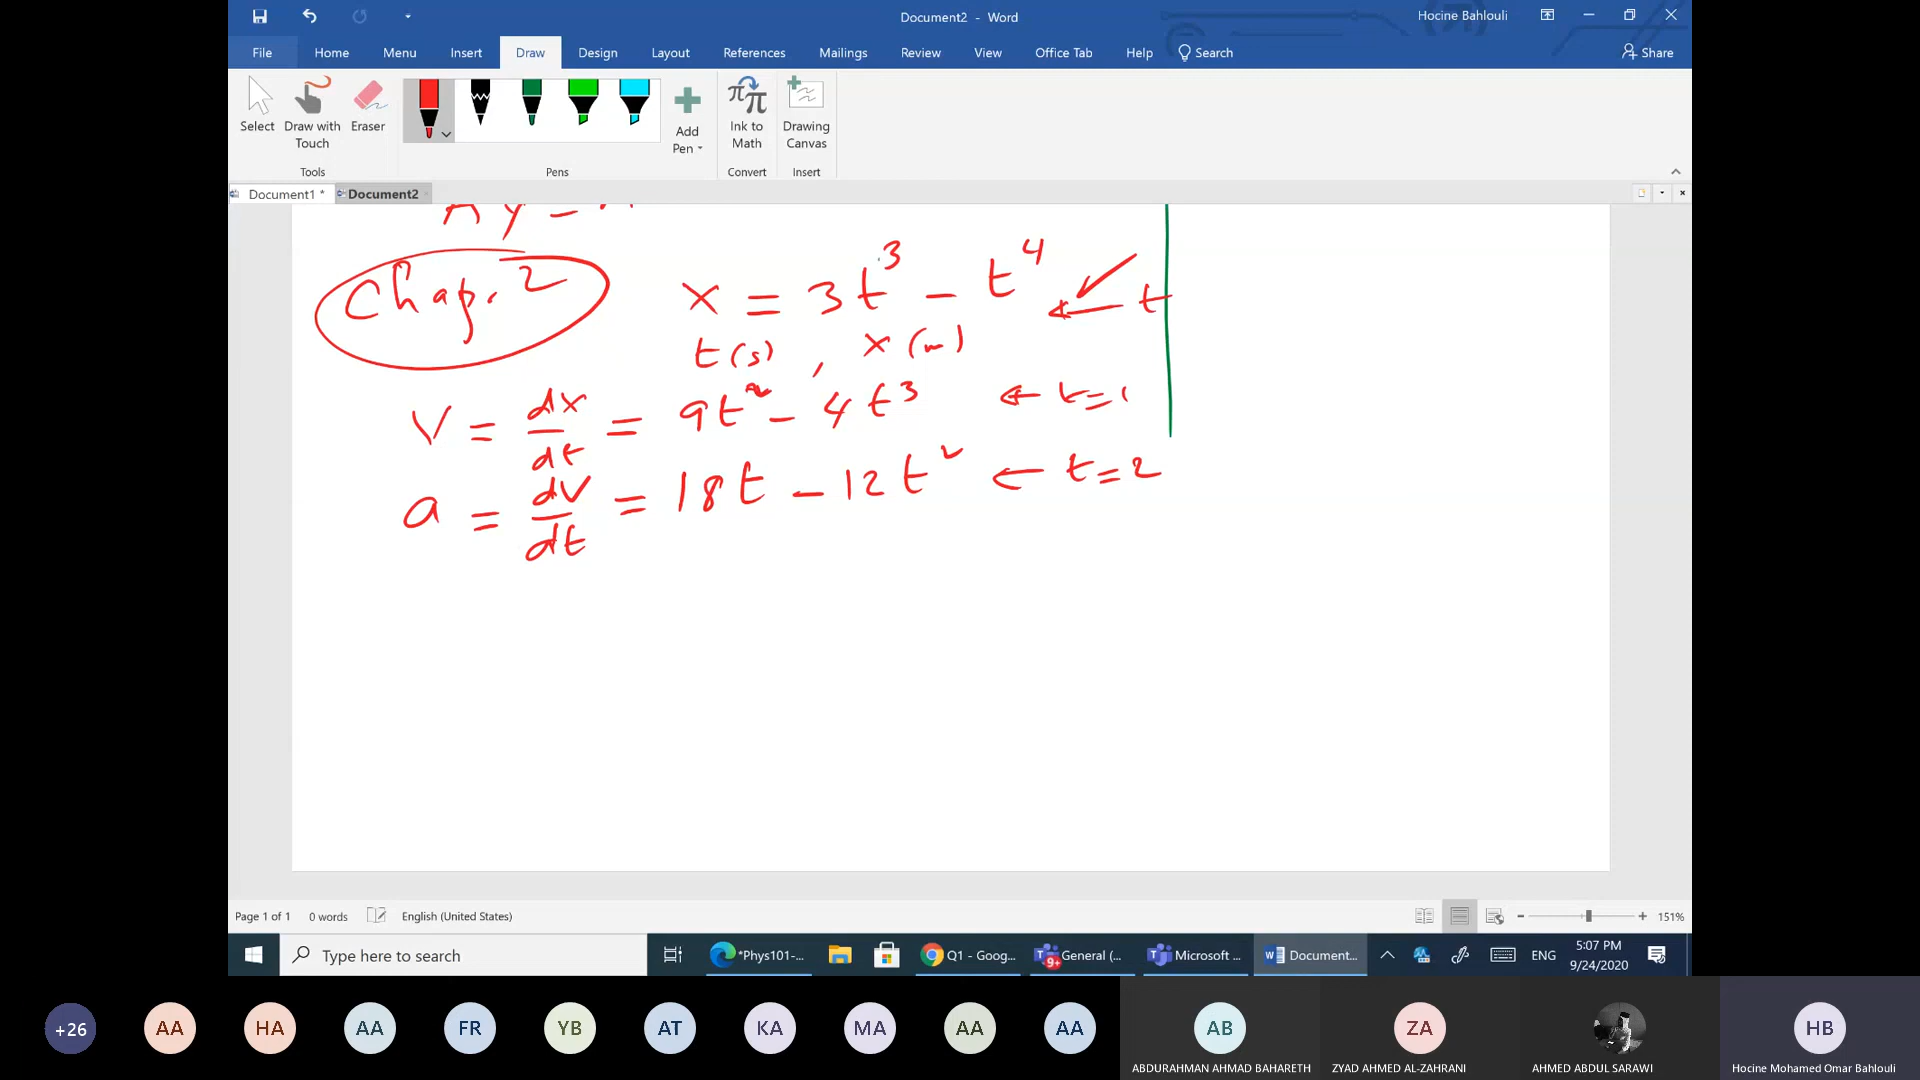 Document2 - Word
Hocine Bahlouli
File Home Menu Insert Draw Design Layout References Mailings Review View Office Tab Help Search Share
Select
Draw with Touch
Eraser
Add Pen
Ink to Math
Drawing Canvas
Tools Pens Convert Insert
Document1 * Document2
Chap. 2
x = 3t³ - t⁴ ← t
t(s), x(m)
V = dx/dt = 9t² - 4t³ ← t=1
a = dV/dt = 18t - 12t² ← t=2
Page 1 of 1 0 words English (United States) 151%
Type here to search
*Phys101-... Q1 - Goog... General (... Microsoft ... Document... ENG
5:07 PM
9/24/2020
9+
+26 AA HA AA FR YB AT KA MA AA AA AB ZA HB
ABDURAHMAN AHMAD BAHARETH ZYAD AHMED AL-ZAHRANI AHMED ABDUL SARAWI Hocine Mohamed Omar Bahlouli